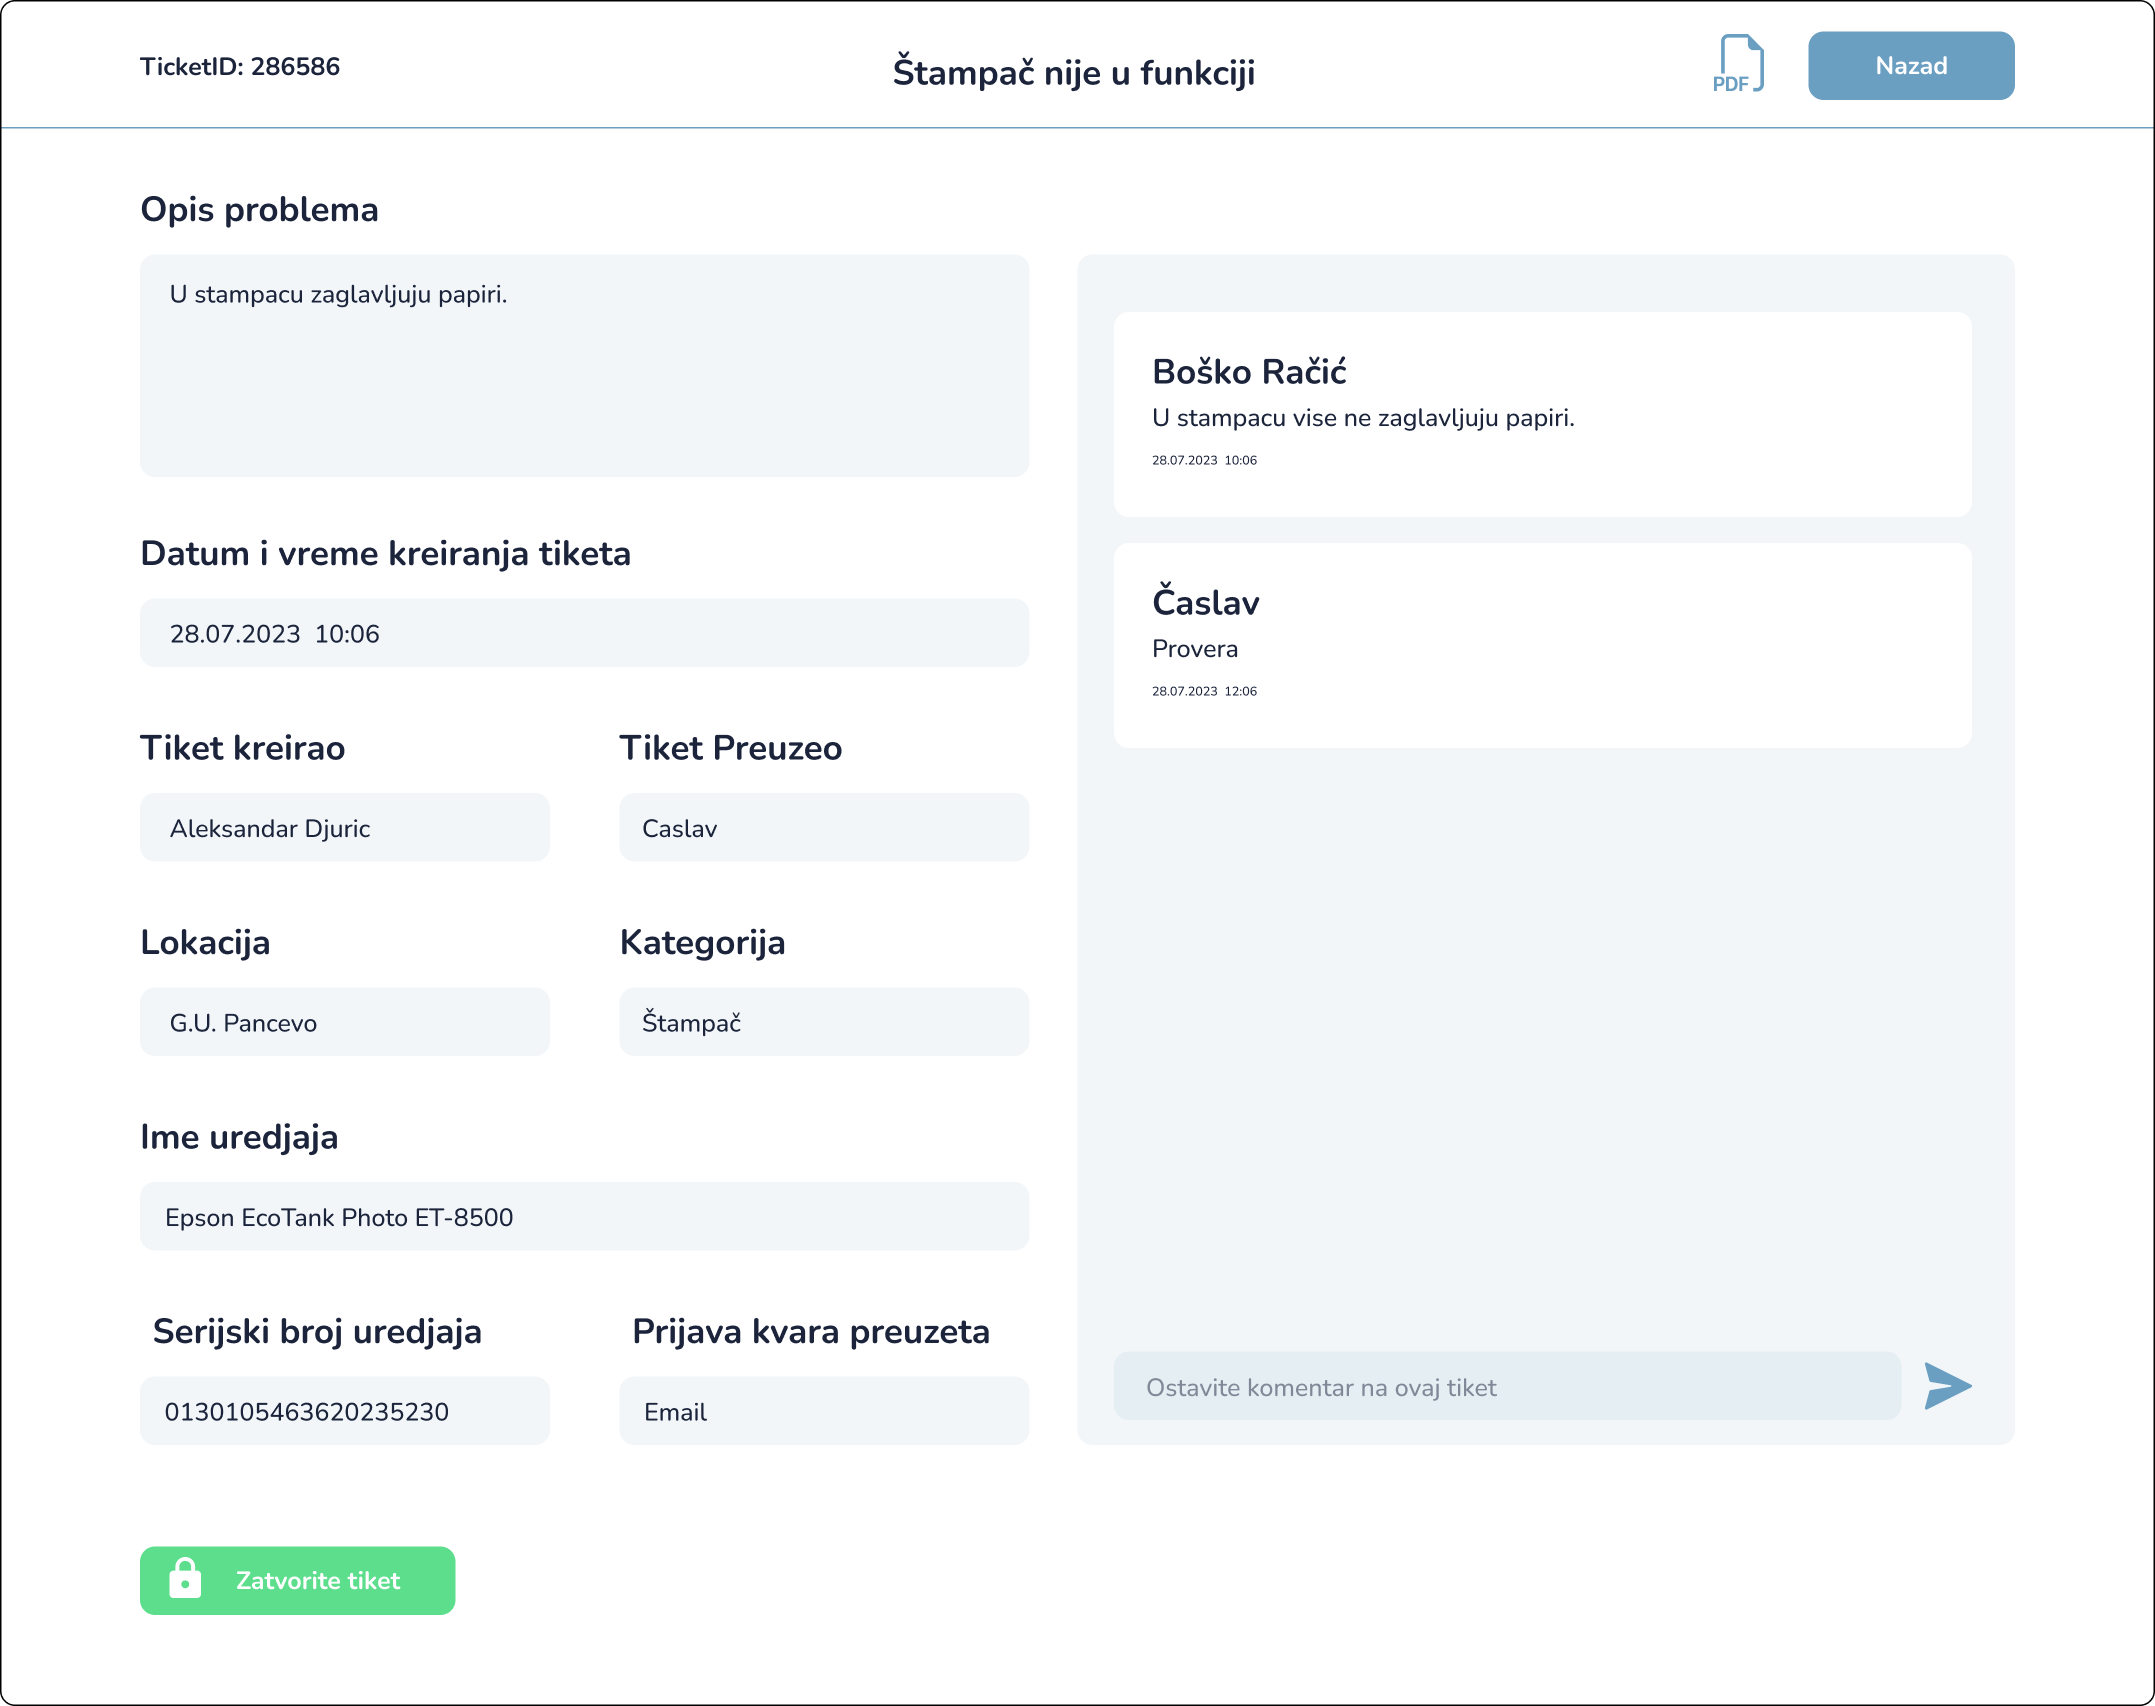 TicketID: 286586
Štampač nije u funkciji
PDF
Nazad
Opis problema
U stampacu zaglavljuju papiri.
Datum i vreme kreiranja tiketa
28.07.2023 10:06
Tiket kreirao
Tiket Preuzeo
Aleksandar Djuric
Caslav
Lokacija
Kategorija
G.U. Pancevo
Štampač
Ime uredjaja
Epson EcoTank Photo ET-8500
Serijski broj uredjaja
Prijava kvara preuzeta
0130105463620235230
Email
Zatvorite tiket
Boško Račić
U stampacu vise ne zaglavljuju papiri.
28.07.2023 10:06
Časlav
Provera
28.07.2023 12:06
Ostavite komentar na ovaj tiket